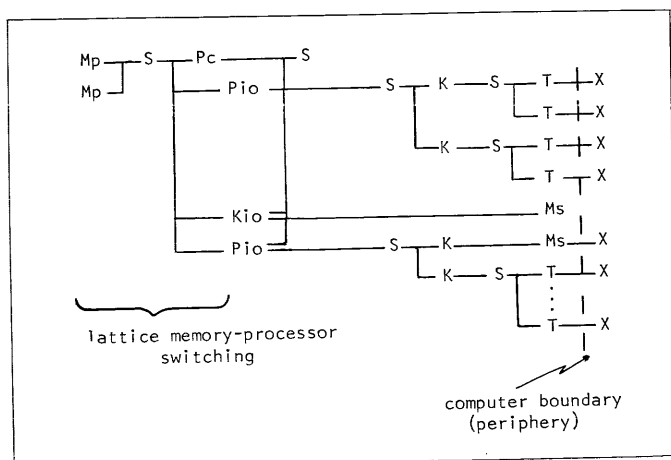 Mp S Pc S
Mp Pio S K S T X
T X
K S T X
T
Kio Ms
Pio S K Ms X
K S T X
T X
lattice memory-processor
switching
computer boundary
(periphery)